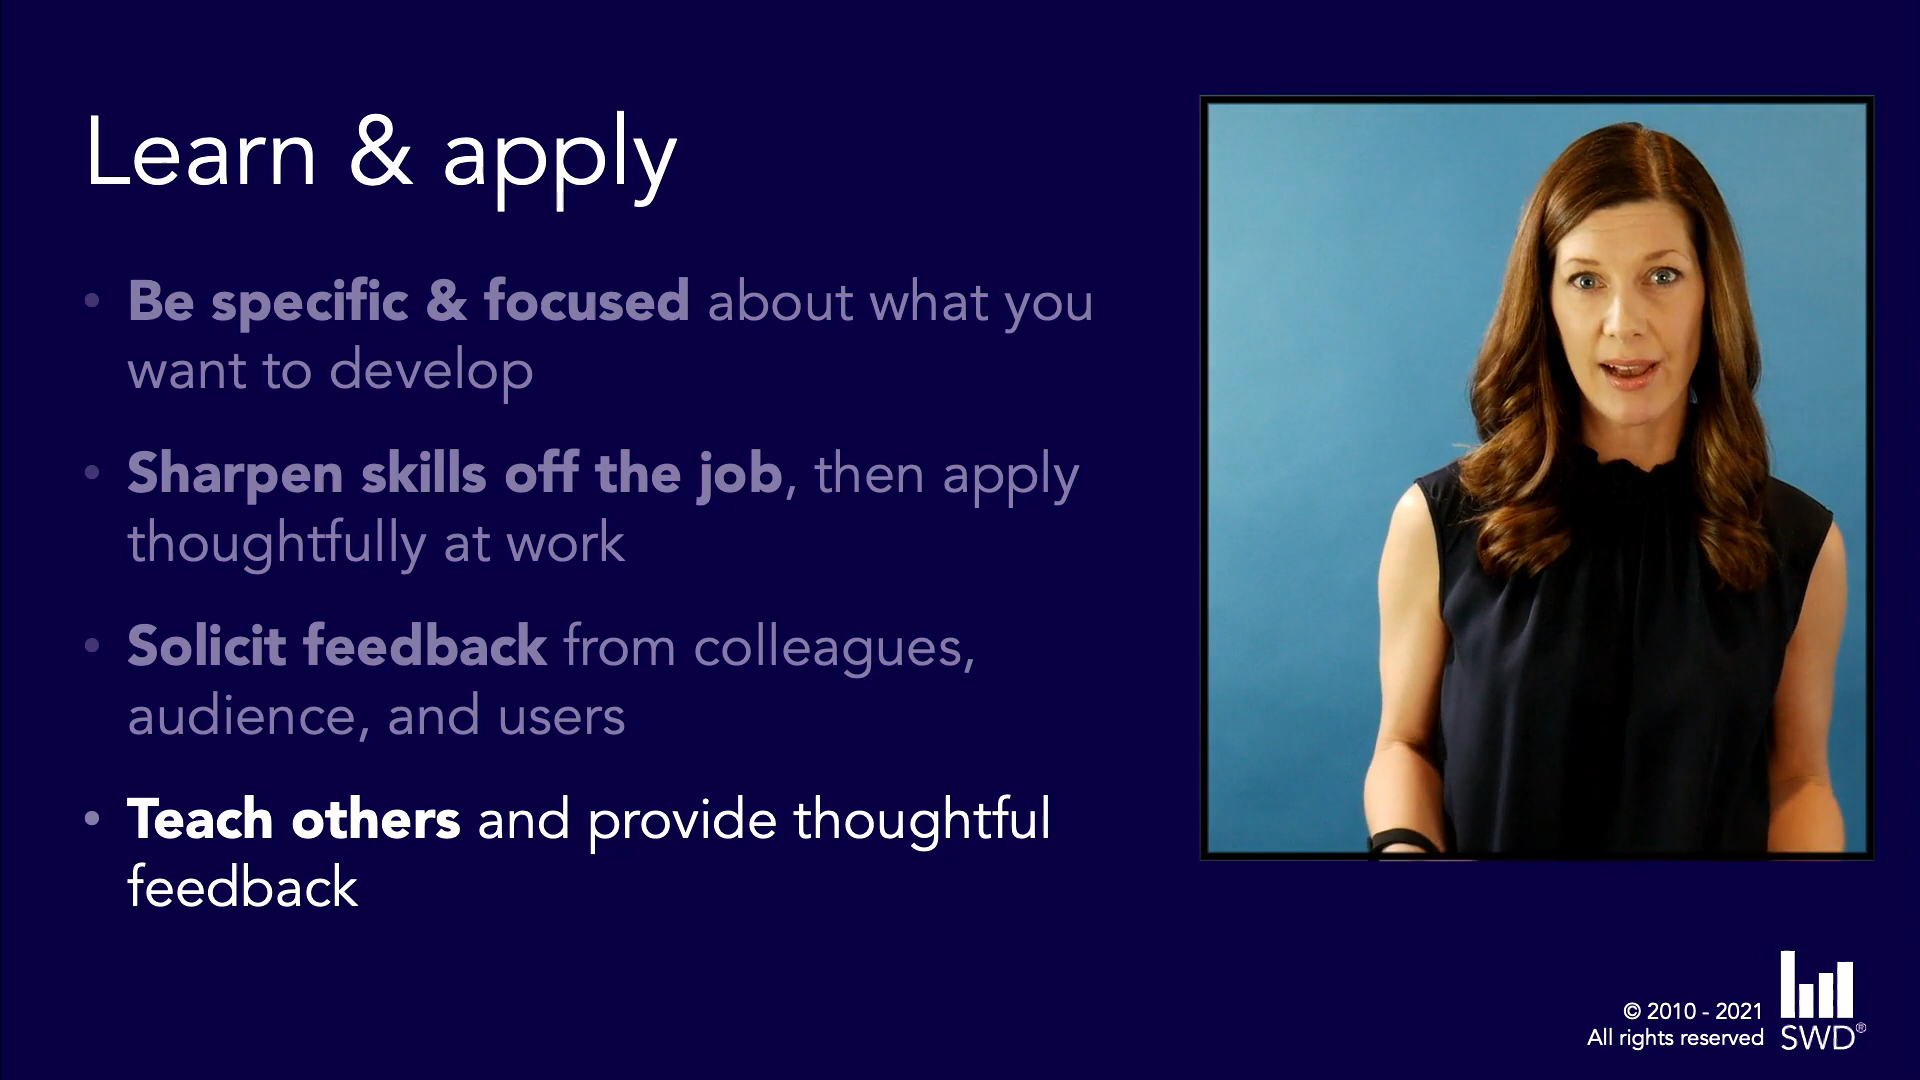 Learn & apply
• Be specific & focused about what you
want to develop
• Sharpen skills off the job, then apply
thoughtfully at work
• Solicit feedback from colleagues,
audience, and users
• Teach others and provide thoughtful
feedback
© 2010 - 2021
All rights reserved
SWD®